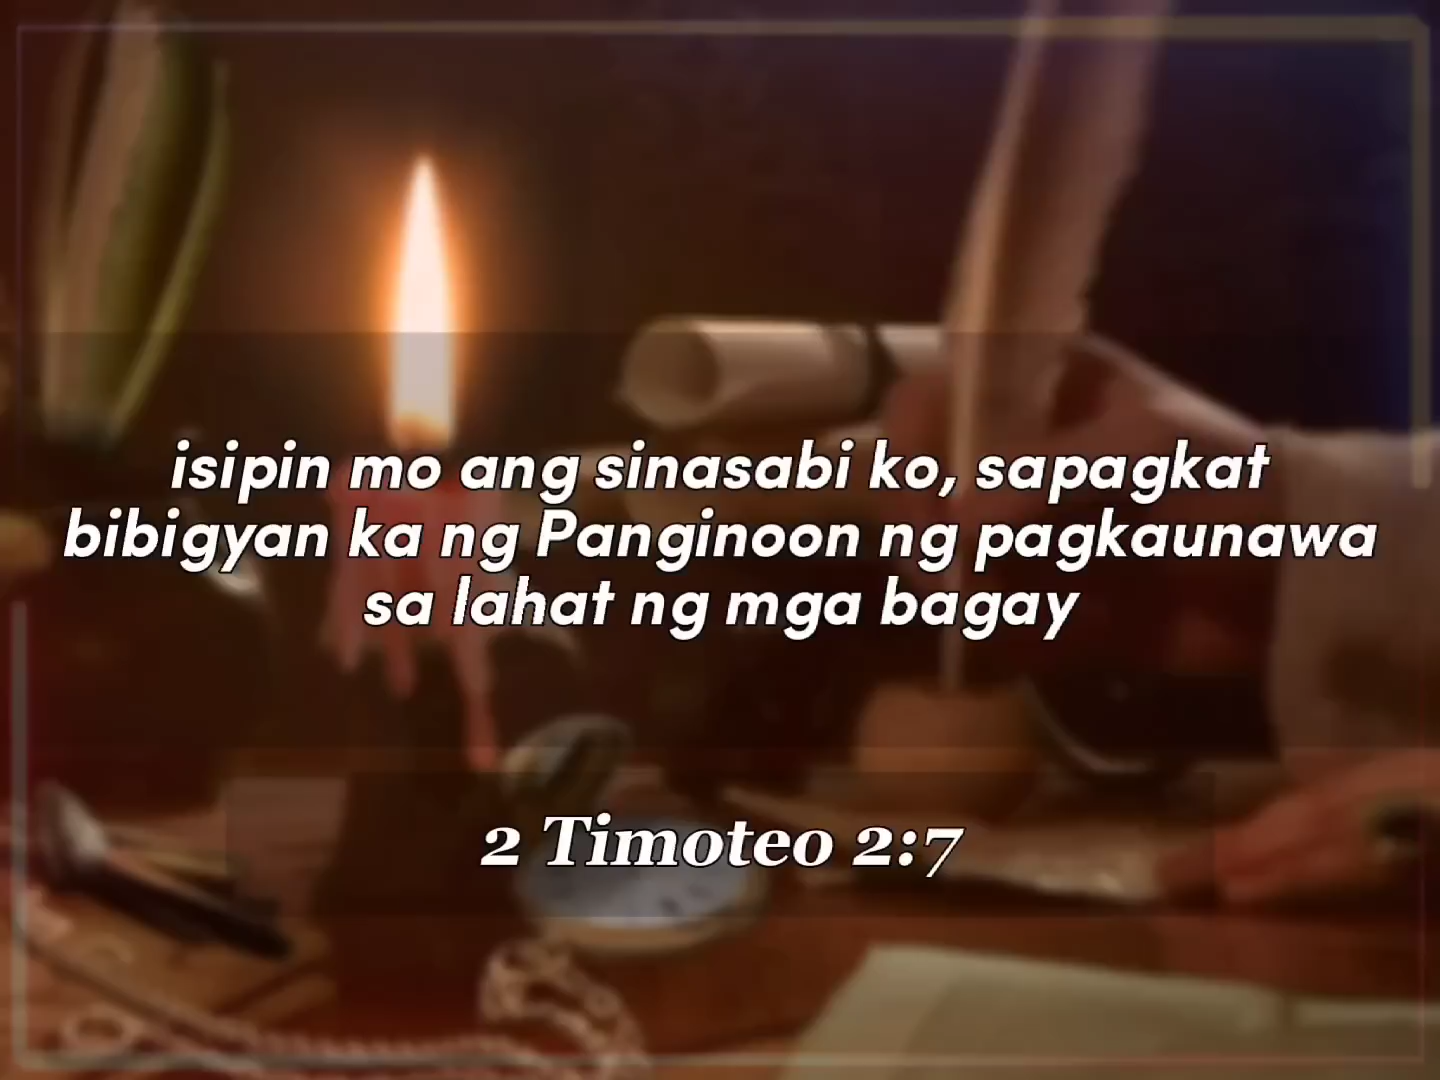 isipin mo ang sinasabi ko, sapagkat
bibigyan ka ng Panginoon ng pagkaunawa
sa lahat ng mga bagay
2 Timoteo 2:7